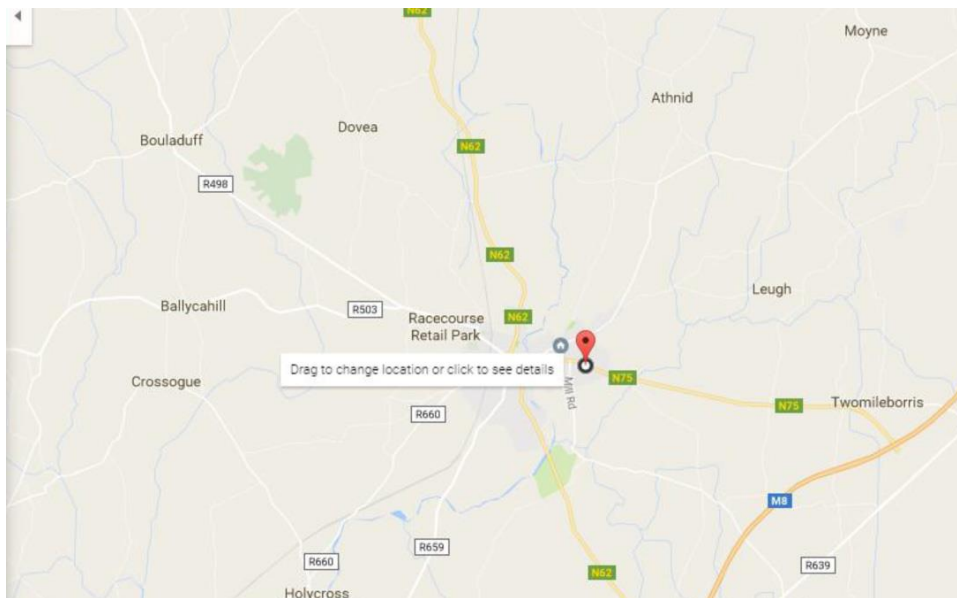 N62
Moyne
Athnid
Dovea
Bouladuff
N62
R498
N62
Leugh
Ballycahill
R503
Racecourse
Retail Park
N62
Drag to change location or click to see details
Crossogue
Mill Rd
N75
N75
Twomileborris
R660
M8
R659
R660
R639
N62
Holycross